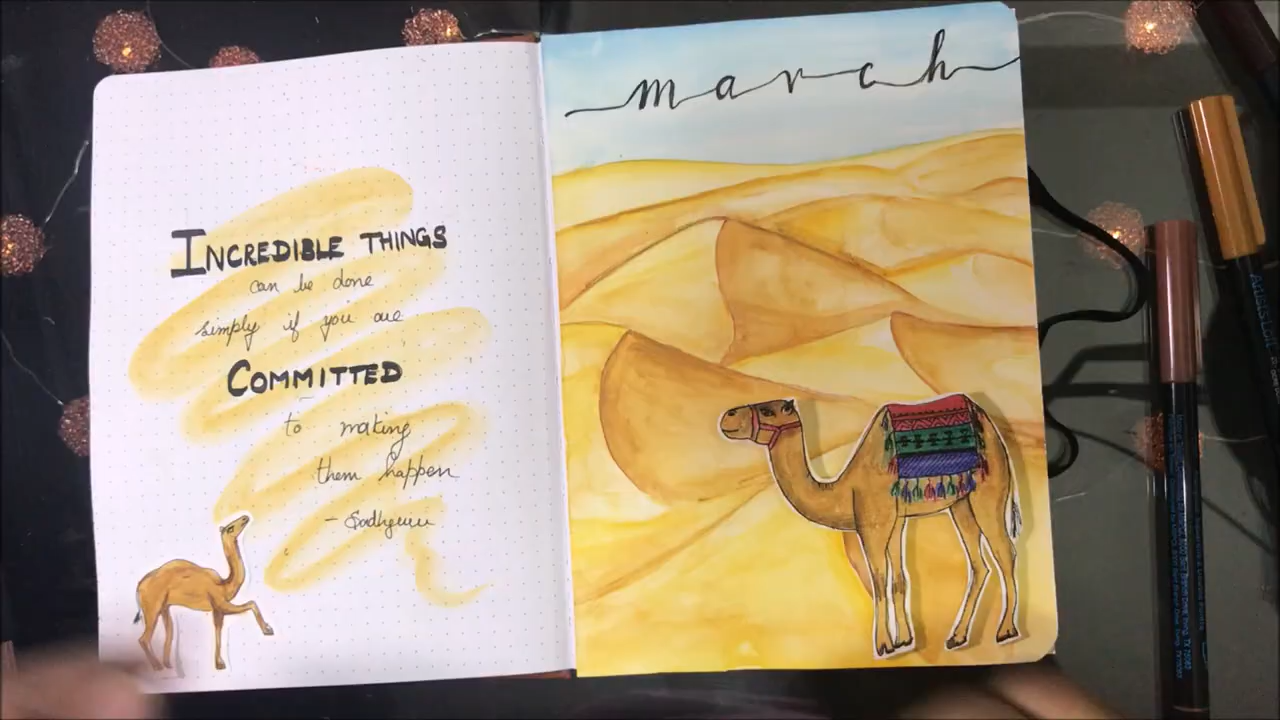 INCREDIBLE THINGS
can be done
simply if you are
COMMITTED
to making
them happen
- Sadhguru
march